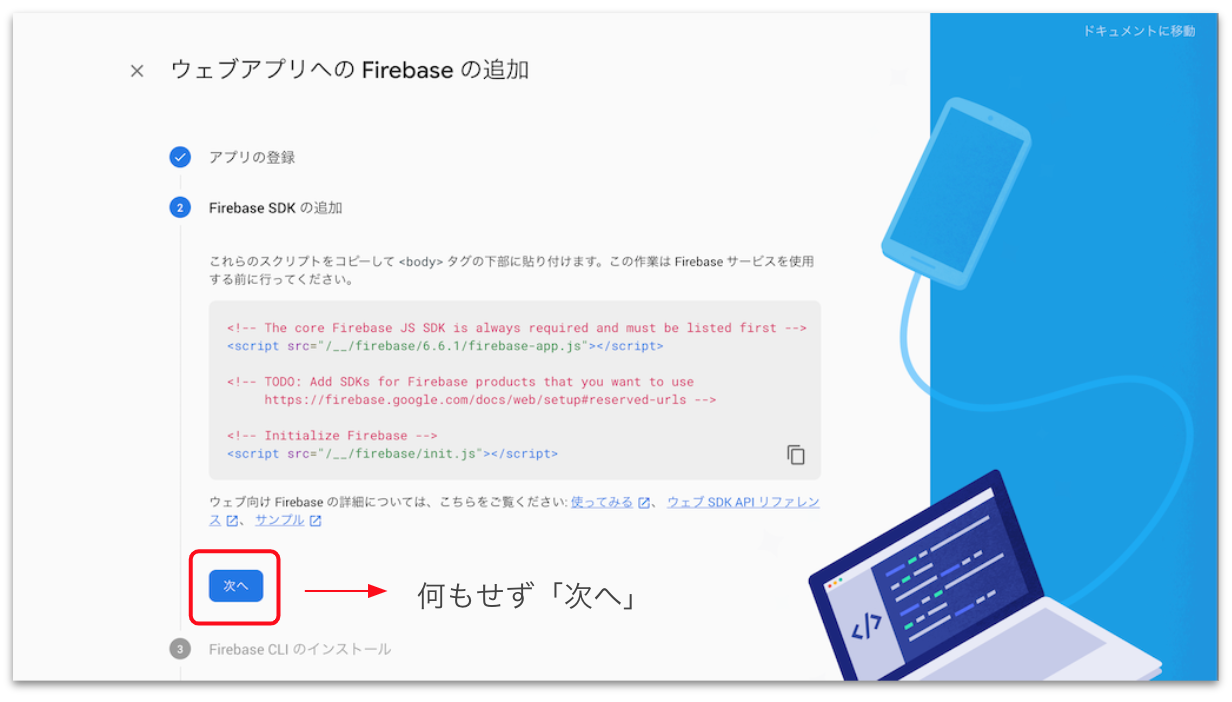 ドキュメントに移動
× ウェブアプリへの Firebase の追加
アプリの登録
2 Firebase SDK の追加
これらのスクリプトをコピーして <body> タグの下部に貼り付けます。この作業は Firebase サービスを使用
する前に行ってください。
<!-- The core Firebase JS SDK is always required and must be listed first -->
<script src="/__/firebase/6.6.1/firebase-app.js"></script>
<!-- TODO: Add SDKs for Firebase products that you want to use
https://firebase.google.com/docs/web/setup#reserved-urls -->
<!-- Initialize Firebase -->
<script src="/__/firebase/init.js"></script>
ウェブ向け Firebase の詳細については、こちらをご覧ください: 使ってみる、 ウェブ SDK API リファレン
ス、 サンプル
次へ
何もせず「次へ」
3 Firebase CLI のインストール
</>